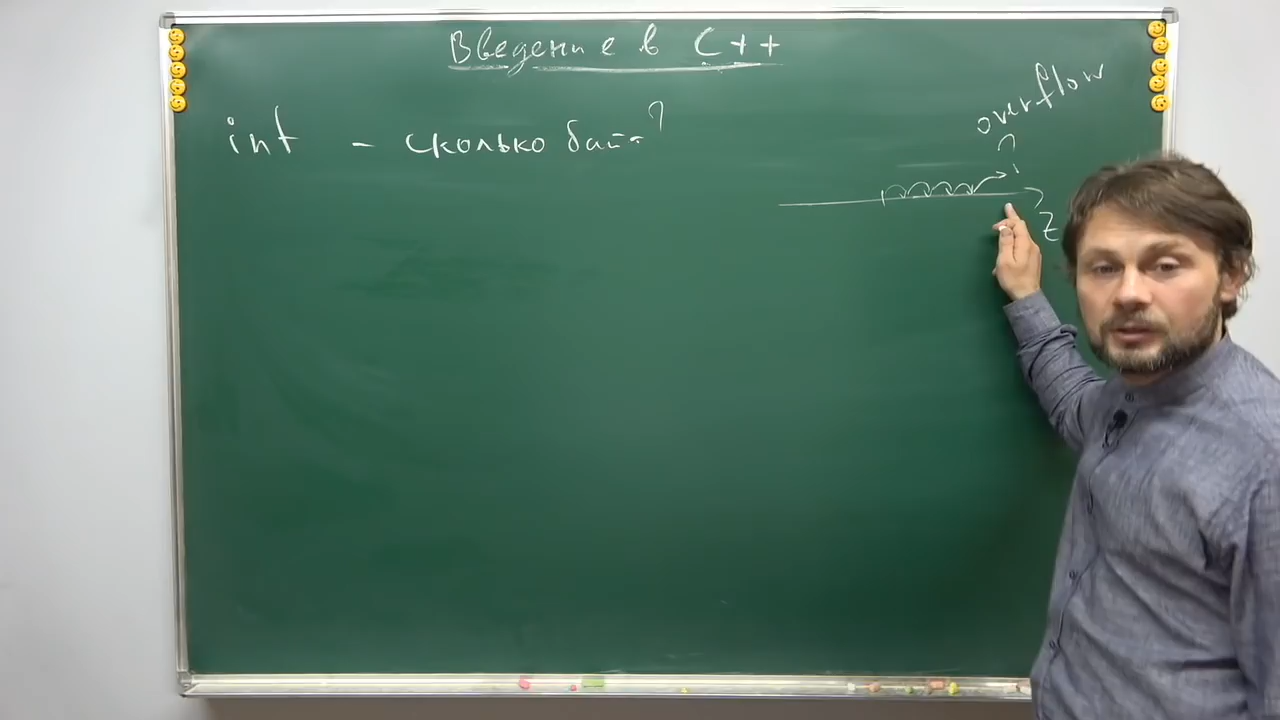 Введение в C++
int - сколько байт?
overflow
?
Z